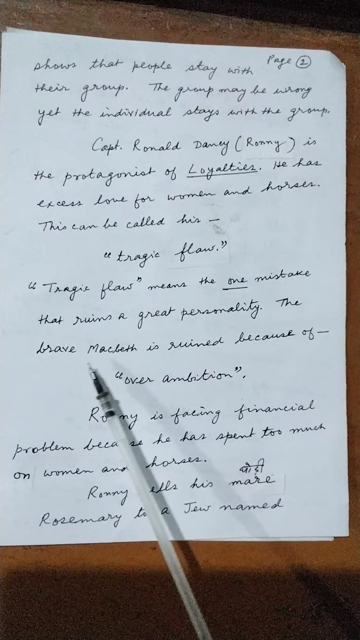 Page ②
shows that people stay with
their group. The group may be wrong
yet the individual stays with the group.
Capt. Ronald Dancy (Ronny) is
the protagonist of Loyalties. He has
excess love for women and horses.
This can be called his —
"tragic flaw."
"Tragic flaw" means the one mistake
that ruins a great personality. The
brave Macbeth is ruined because of —
"over ambition".
Ronny is facing financial
problem because he has spent too much
on women and horses.
घोड़ी
Ronny sells his mare
Rosemary to a Jew named